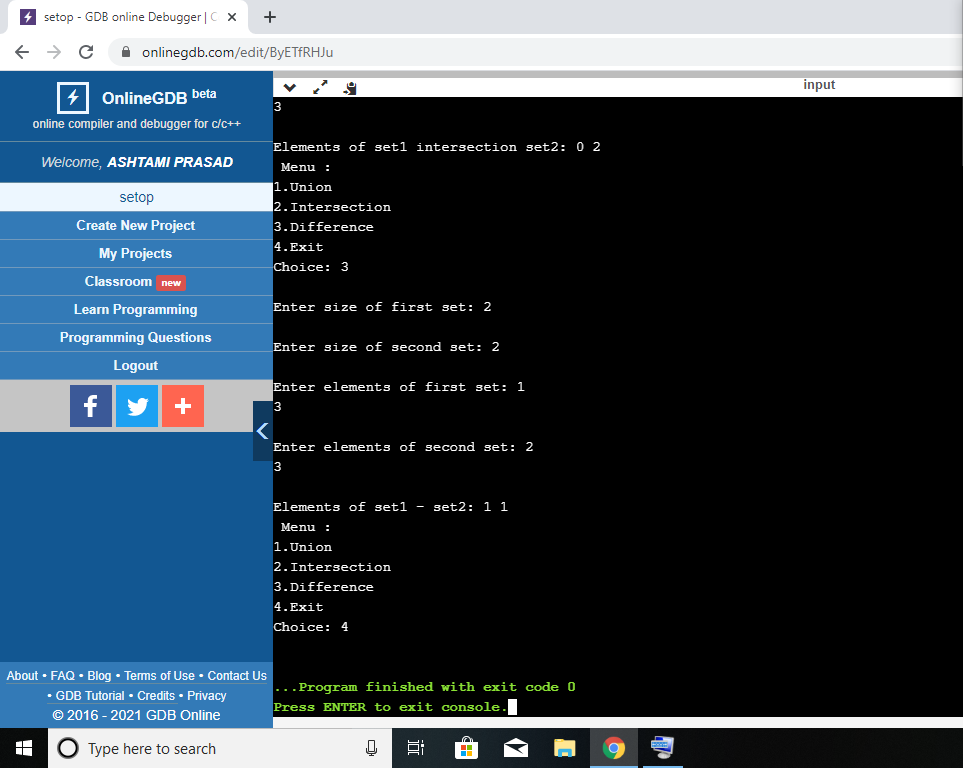 setop - GDB online Debugger | C
onlinegdb.com/edit/ByETfRHJu
OnlineGDB beta
online compiler and debugger for c/c++
Welcome, ASHTAMI PRASAD
setop
Create New Project
My Projects
Classroom new
Learn Programming
Programming Questions
Logout
About • FAQ • Blog • Terms of Use • Contact Us
• GDB Tutorial • Credits • Privacy
© 2016 - 2021 GDB Online
input
3
Elements of set1 intersection set2: 0 2
Menu :
1.Union
2.Intersection
3.Difference
4.Exit
Choice: 3
Enter size of first set: 2
Enter size of second set: 2
Enter elements of first set: 1
3
Enter elements of second set: 2
3
Elements of set1 - set2: 1 1
Menu :
1.Union
2.Intersection
3.Difference
4.Exit
Choice: 4
...Program finished with exit code 0
Press ENTER to exit console.
Type here to search